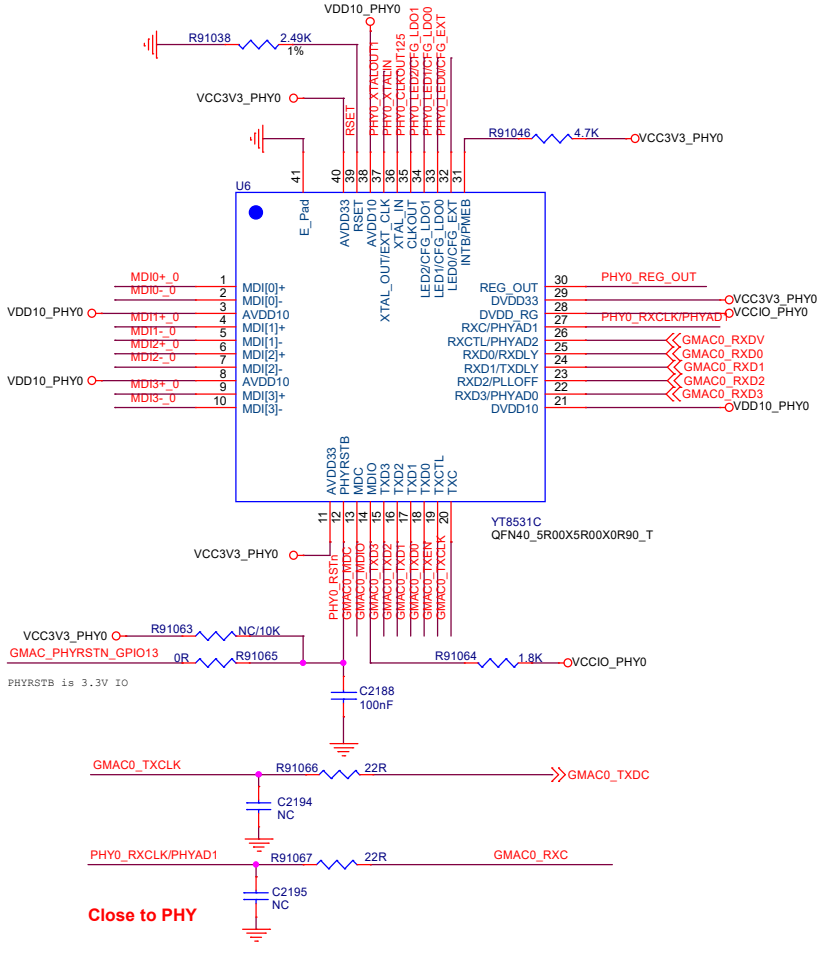 VDD10_PHY0
R91038
2.49K
1%
VCC3V3_PHY0
RSET
PHY0_XTALOUT1
PHY0_XTALIN
PHY0_CLKOUT125
PHY0_LED2/CFG_LDO1
PHY0_LED1/CFG_LDO0
PHY0_LED0/CFG_EXT
R91046
4.7K
VCC3V3_PHY0
41
40
39
38
37
36
35
34
33
32
31
U6
E_Pad
AVDD33
RSET
AVDD10
XTAL_OUT/EXT_CLK
XTAL_IN
CLKOUT
LED2/CFG_LDO1
LED1/CFG_LDO0
LED0/CFG_EXT
INTB/PMEB
MDI0+_0
1
MDI[0]+
MDI0-_0
2
MDI[0]-
VDD10_PHY0
3
AVDD10
MDI1+_0
4
MDI[1]+
MDI1-_0
5
MDI[1]-
MDI2+_0
6
MDI[2]+
MDI2-_0
7
MDI[2]-
VDD10_PHY0
8
AVDD10
MDI3+_0
9
MDI[3]+
MDI3-_0
10
MDI[3]-
REG_OUT
30
PHY0_REG_OUT
DVDD33
29
VCC3V3_PHY0
DVDD_RG
28
VCCIO_PHY0
RXC/PHYAD1
27
PHY0_RXCLK/PHYAD1
RXCTL/PHYAD2
26
GMAC0_RXDV
RXD0/RXDLY
25
GMAC0_RXD0
RXD1/TXDLY
24
GMAC0_RXD1
RXD2/PLLOFF
23
GMAC0_RXD2
RXD3/PHYAD0
22
GMAC0_RXD3
DVDD10
21
VDD10_PHY0
AVDD33
PHYRSTB
MDC
MDIO
TXD3
TXD2
TXD1
TXD0
TXCTL
TXC
11
12
13
14
15
16
17
18
19
20
YT8531C
QFN40_5R00X5R00X0R90_T
VCC3V3_PHY0
PHY0_RSTn
GMAC0_MDC
GMAC0_MDIO
GMAC0_TXD3
GMAC0_TXD2
GMAC0_TXD1
GMAC0_TXD0
GMAC0_TXEN
GMAC0_TXCLK
VCC3V3_PHY0
R91063
NC/10K
GMAC_PHYRSTN_GPIO13
0R
R91065
R91064
1.8K
VCCIO_PHY0
PHYRSTB is 3.3V IO
C2188
100nF
GMAC0_TXCLK
R91066
22R
GMAC0_TXDC
C2194
NC
PHY0_RXCLK/PHYAD1
R91067
22R
GMAC0_RXC
C2195
NC
Close to PHY